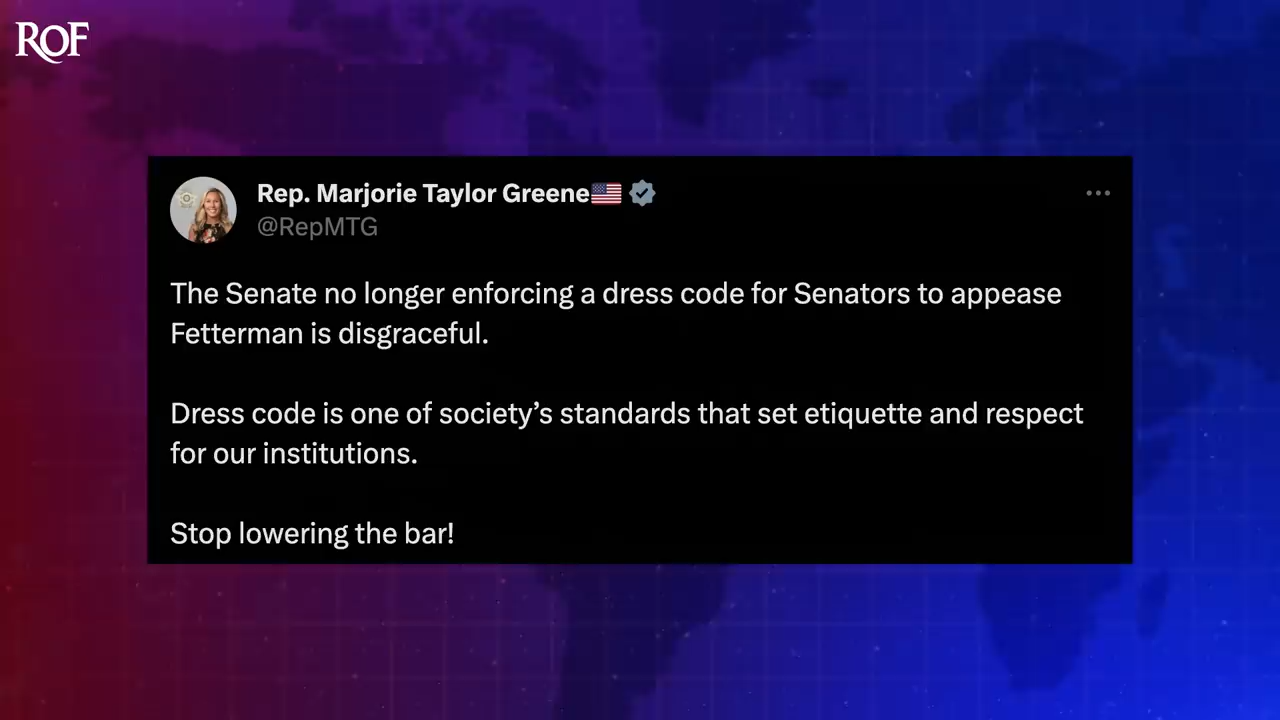 ROF
Rep. Marjorie Taylor Greene🇺🇸
@RepMTG
The Senate no longer enforcing a dress code for Senators to appease
Fetterman is disgraceful.
Dress code is one of society’s standards that set etiquette and respect
for our institutions.
Stop lowering the bar!